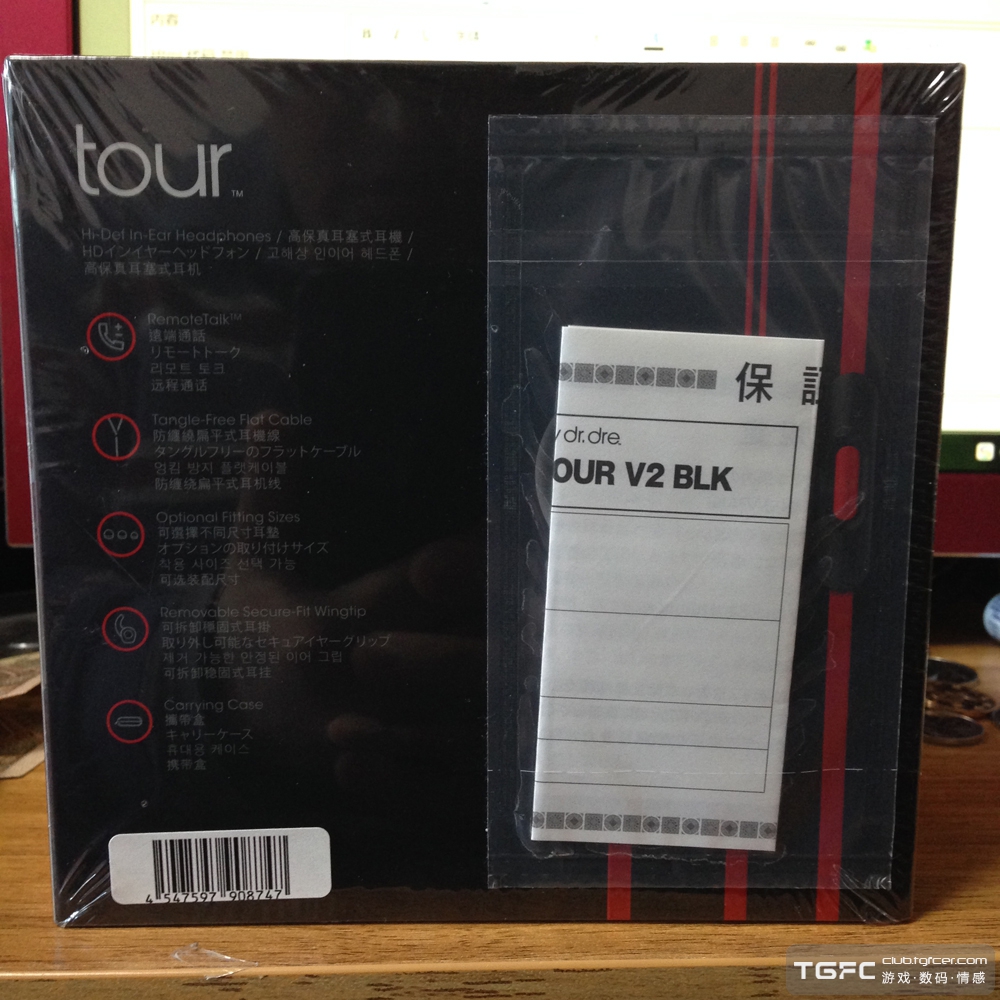 tour™
Hi-Def In-Ear Headphones / 高保真耳塞式耳機 /
HDインイヤーヘッドフォン / 고해상 인이어 헤드폰 /
高保真耳塞式耳机
RemoteTalk™
遠端通話
リモートトーク
리모트 토크
远程通话
Tangle-Free Flat Cable
防纏繞扁平式耳機線
タングルフリーのフラットケーブル
엉킴 방지 플랫케이블
防缠绕扁平式耳机线
Optional Fitting Sizes
可選擇不同尺寸耳墊
オプションの取り付けサイズ
착용 사이즈 선택 가능
可选装配尺寸
Removable Secure-Fit Wingtip
可拆卸穩固式耳掛
取り外し可能なセキュアイヤーグリップ
제거 가능한 안정된 이어 그립
可拆卸稳固式耳挂
Carrying Case
攜帶盒
キャリーケース
휴대용 케이스
携帶盒
4 547597 908747
保
y dr. dre.
OUR V2 BLK
TGFC club.tgfcer.com
游戏·数码·情感